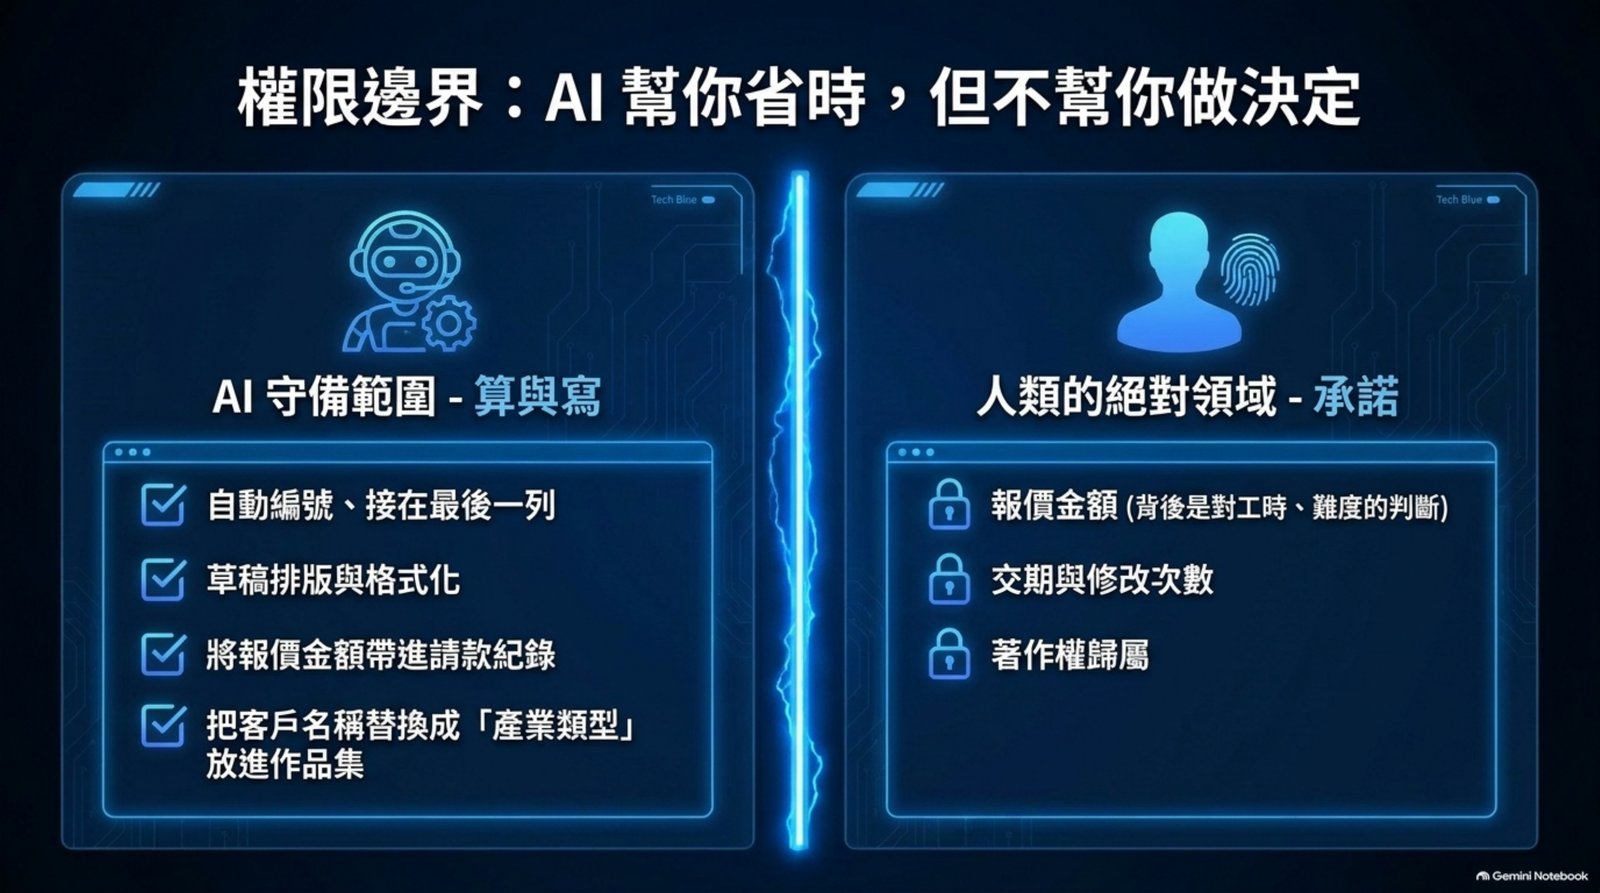 權限邊界：AI 幫你省時，但不幫你做決定
Tech Bine
AI 守備範圍 - 算與寫
自動編號、接在最後一列
草稿排版與格式化
將報價金額帶進請款紀錄
把客戶名稱替換成「產業類型」
放進作品集
Tech Blue
人類的絕對領域 - 承諾
報價金額 (背後是對工時、難度的判斷)
交期與修改次數
著作權歸屬
Gemini Notebook